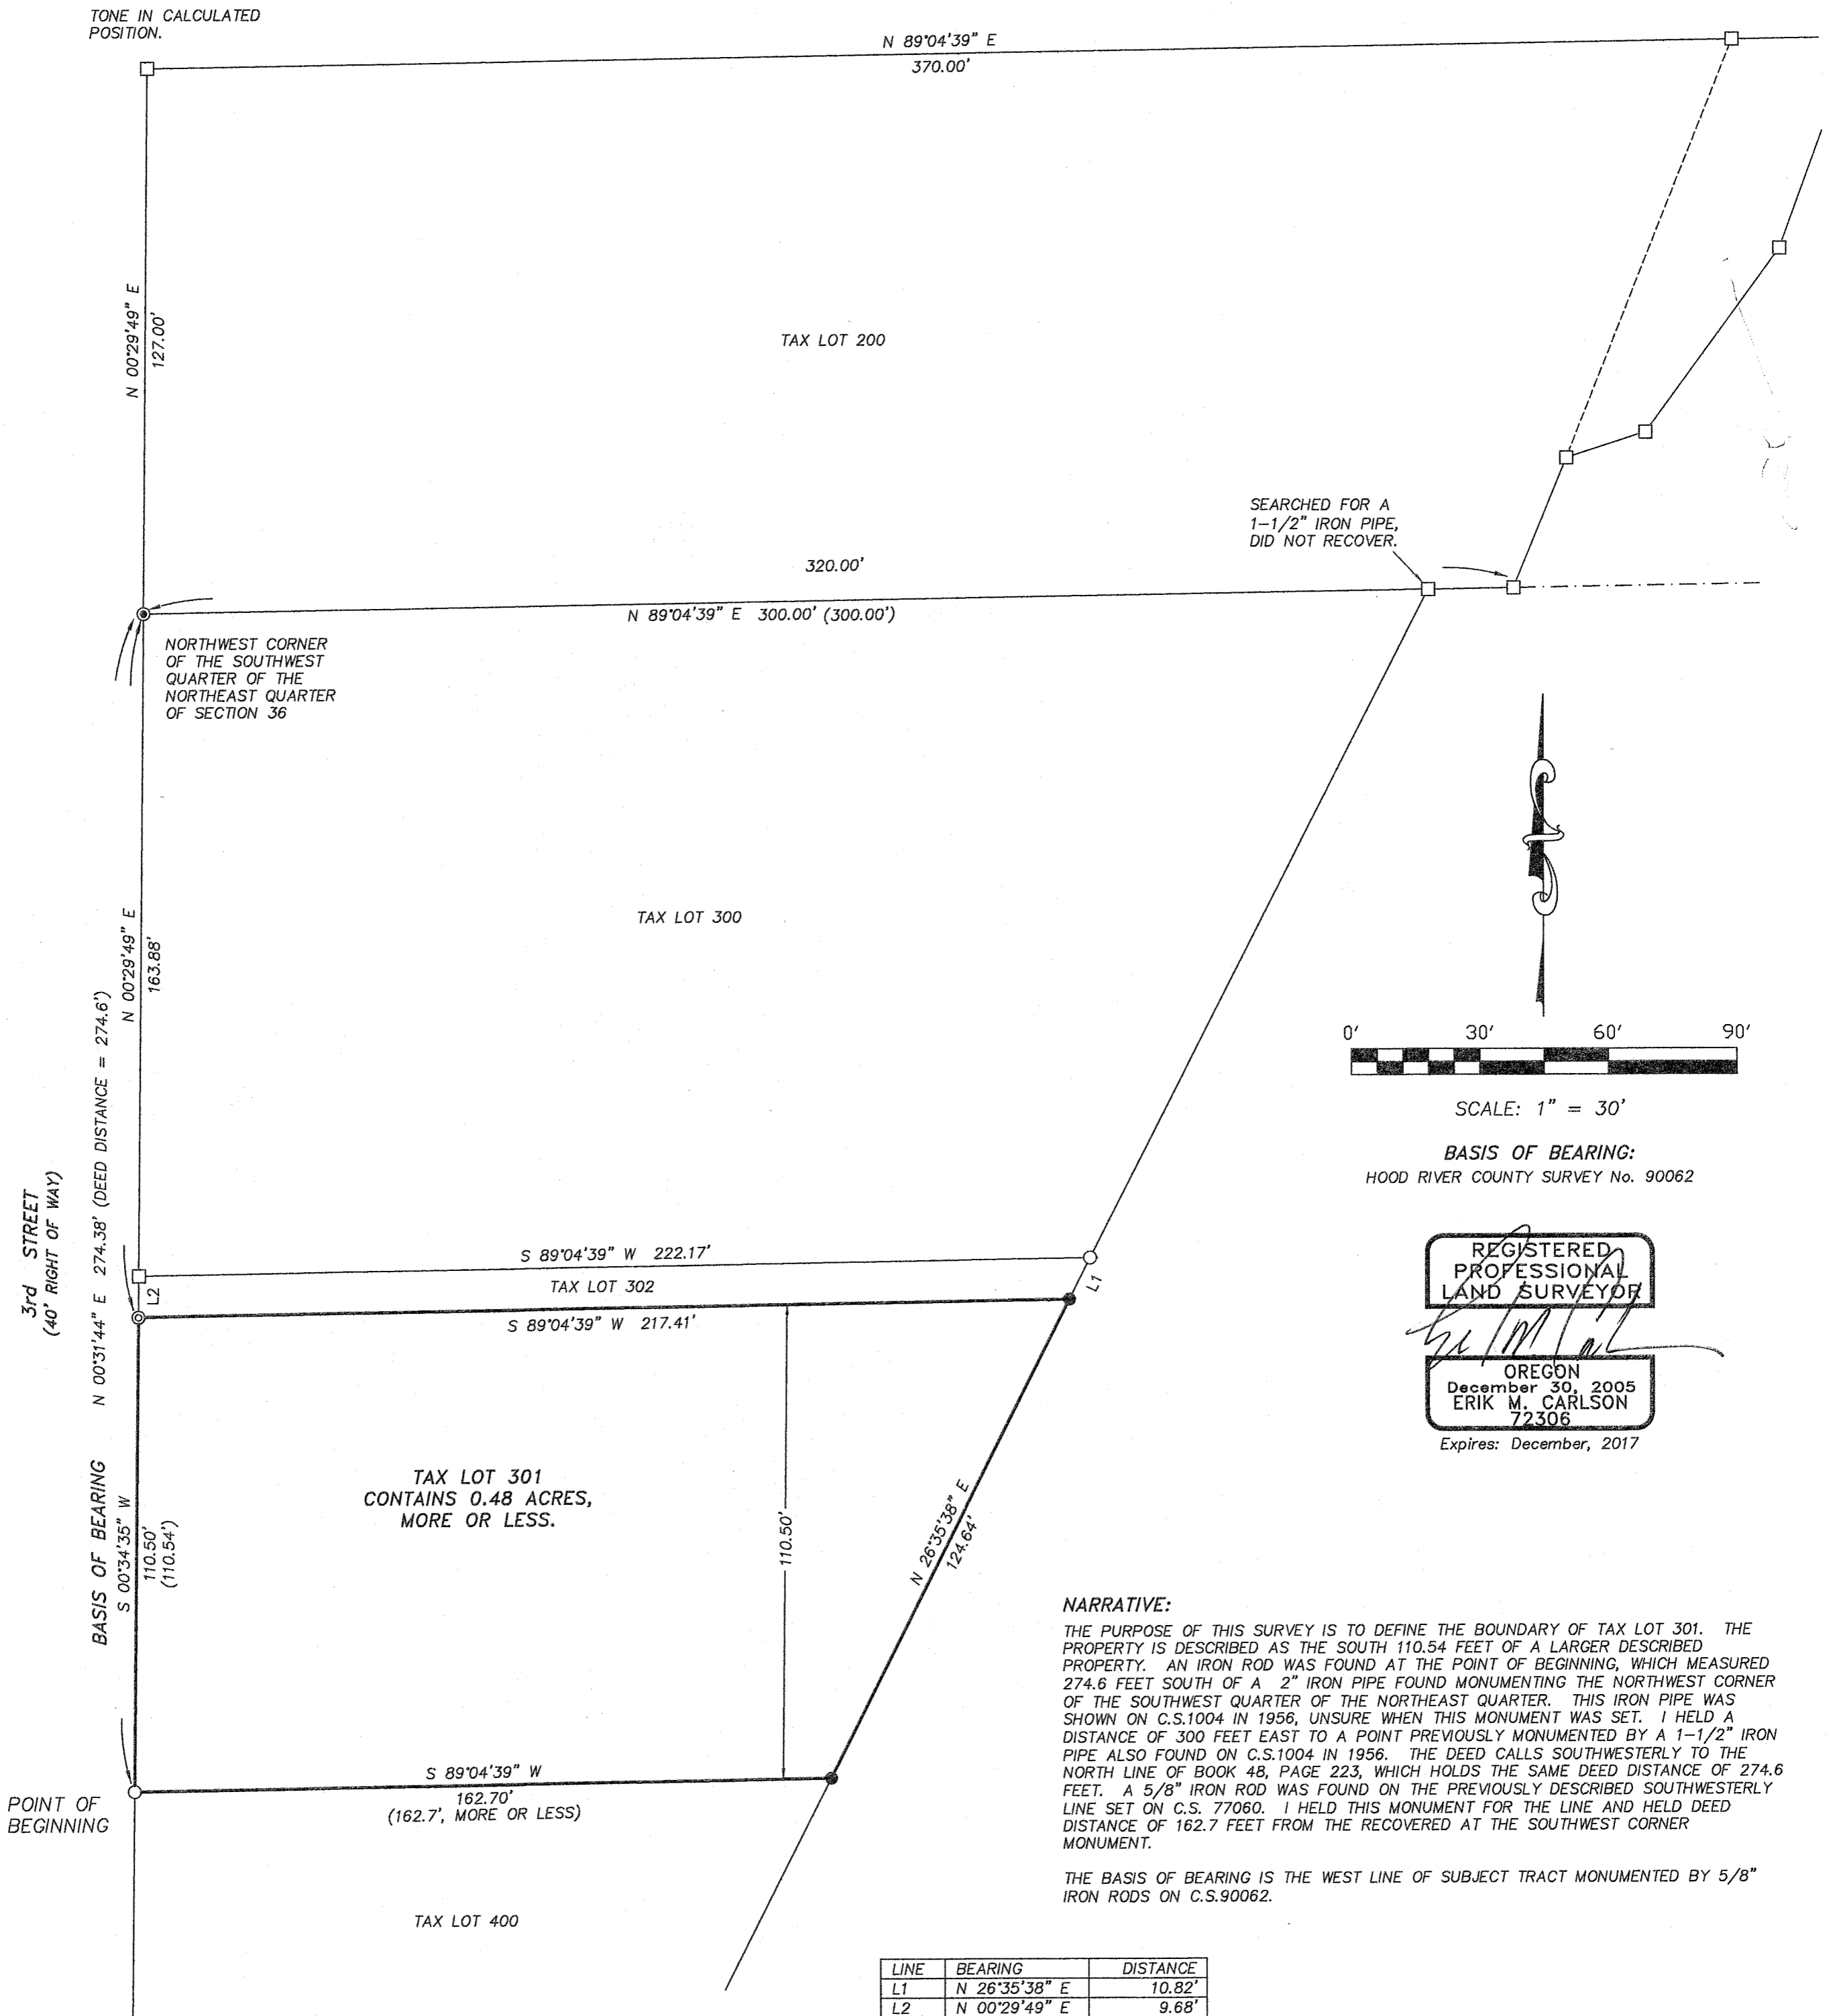 TONE IN CALCULATED
POSITION.
N 89°04'39" E
370.00'
N 00°29'49" E
127.00'
TAX LOT 200
SEARCHED FOR A
1-1/2" IRON PIPE,
DID NOT RECOVER.
320.00'
N 89°04'39" E 300.00' (300.00')
NORTHWEST CORNER
OF THE SOUTHWEST
QUARTER OF THE
NORTHEAST QUARTER
OF SECTION 36
TAX LOT 300
N 00°29'49" E
163.88'
0' 30' 60' 90'
SCALE: 1" = 30'
BASIS OF BEARING:
HOOD RIVER COUNTY SURVEY No. 90062
3rd STREET
(40' RIGHT OF WAY)
BASIS OF BEARING N 00°31'44" E 274.38' (DEED DISTANCE = 274.6')
S 89°04'39" W 222.17'
L2
TAX LOT 302
L1
S 89°04'39" W 217.41'
REGISTERED
PROFESSIONAL
LAND SURVEYOR
OREGON
December 30, 2005
ERIK M. CARLSON
72306
Expires: December, 2017
TAX LOT 301
CONTAINS 0.48 ACRES,
MORE OR LESS.
S 00°34'35" W
110.50'
(110.54')
110.50'
N 26°35'38" E
124.64'
S 89°04'39" W
162.70'
(162.7', MORE OR LESS)
POINT OF
BEGINNING
TAX LOT 400
NARRATIVE:
THE PURPOSE OF THIS SURVEY IS TO DEFINE THE BOUNDARY OF TAX LOT 301. THE
PROPERTY IS DESCRIBED AS THE SOUTH 110.54 FEET OF A LARGER DESCRIBED
PROPERTY. AN IRON ROD WAS FOUND AT THE POINT OF BEGINNING, WHICH MEASURED
274.6 FEET SOUTH OF A 2" IRON PIPE FOUND MONUMENTING THE NORTHWEST CORNER
OF THE SOUTHWEST QUARTER OF THE NORTHEAST QUARTER. THIS IRON PIPE WAS
SHOWN ON C.S.1004 IN 1956, UNSURE WHEN THIS MONUMENT WAS SET. I HELD A
DISTANCE OF 300 FEET EAST TO A POINT PREVIOUSLY MONUMENTED BY A 1-1/2" IRON
PIPE ALSO FOUND ON C.S.1004 IN 1956. THE DEED CALLS SOUTHWESTERLY TO THE
NORTH LINE OF BOOK 48, PAGE 223, WHICH HOLDS THE SAME DEED DISTANCE OF 274.6
FEET. A 5/8" IRON ROD WAS FOUND ON THE PREVIOUSLY DESCRIBED SOUTHWESTERLY
LINE SET ON C.S. 77060. I HELD THIS MONUMENT FOR THE LINE AND HELD DEED
DISTANCE OF 162.7 FEET FROM THE RECOVERED AT THE SOUTHWEST CORNER
MONUMENT.
THE BASIS OF BEARING IS THE WEST LINE OF SUBJECT TRACT MONUMENTED BY 5/8"
IRON RODS ON C.S.90062.
LINE BEARING DISTANCE
L1 N 26°35'38" E 10.82'
L2 N 00°29'49" E 9.68'